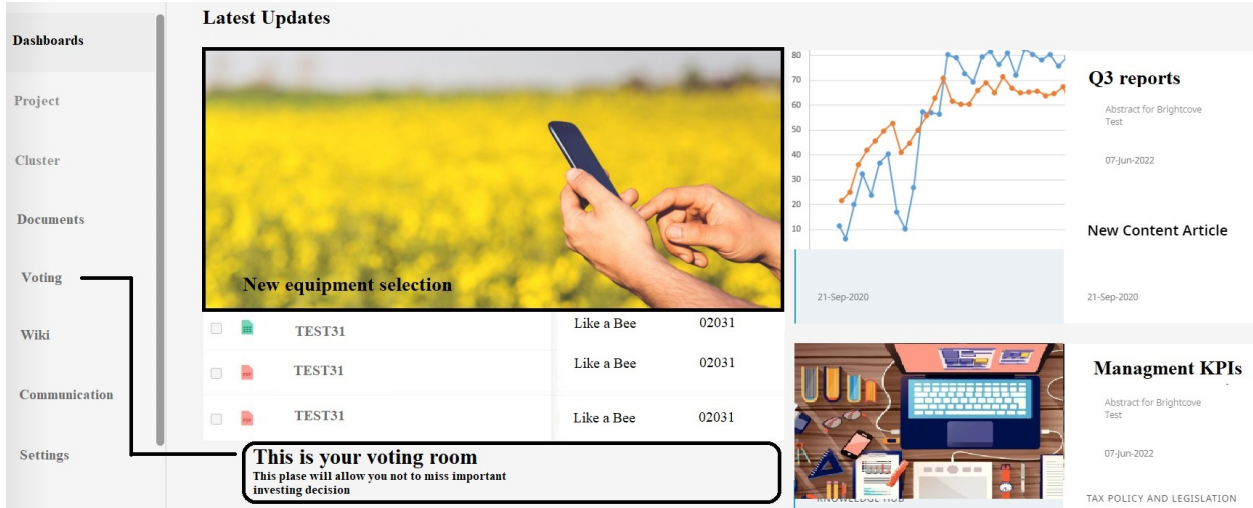 Latest Updates
Dashboards
Project
Cluster
Documents
Voting
Wiki
Communication
Settings
New equipment selection
TEST31 Like a Bee 02031
TEST31 Like a Bee 02031
TEST31 Like a Bee 02031
This is your voting room
This plase will allow you not to miss important
investing decision
80
70
60
50
40
30
20
10
21-Sep-2020
Q3 reports
Abstract for Brightcove
Test
07-Jun-2022
New Content Article
21-Sep-2020
KNOWLEDGE HUB
Managment KPIs
Abstract for Brightcove
Test
07-Jun-2022
TAX POLICY AND LEGISLATION